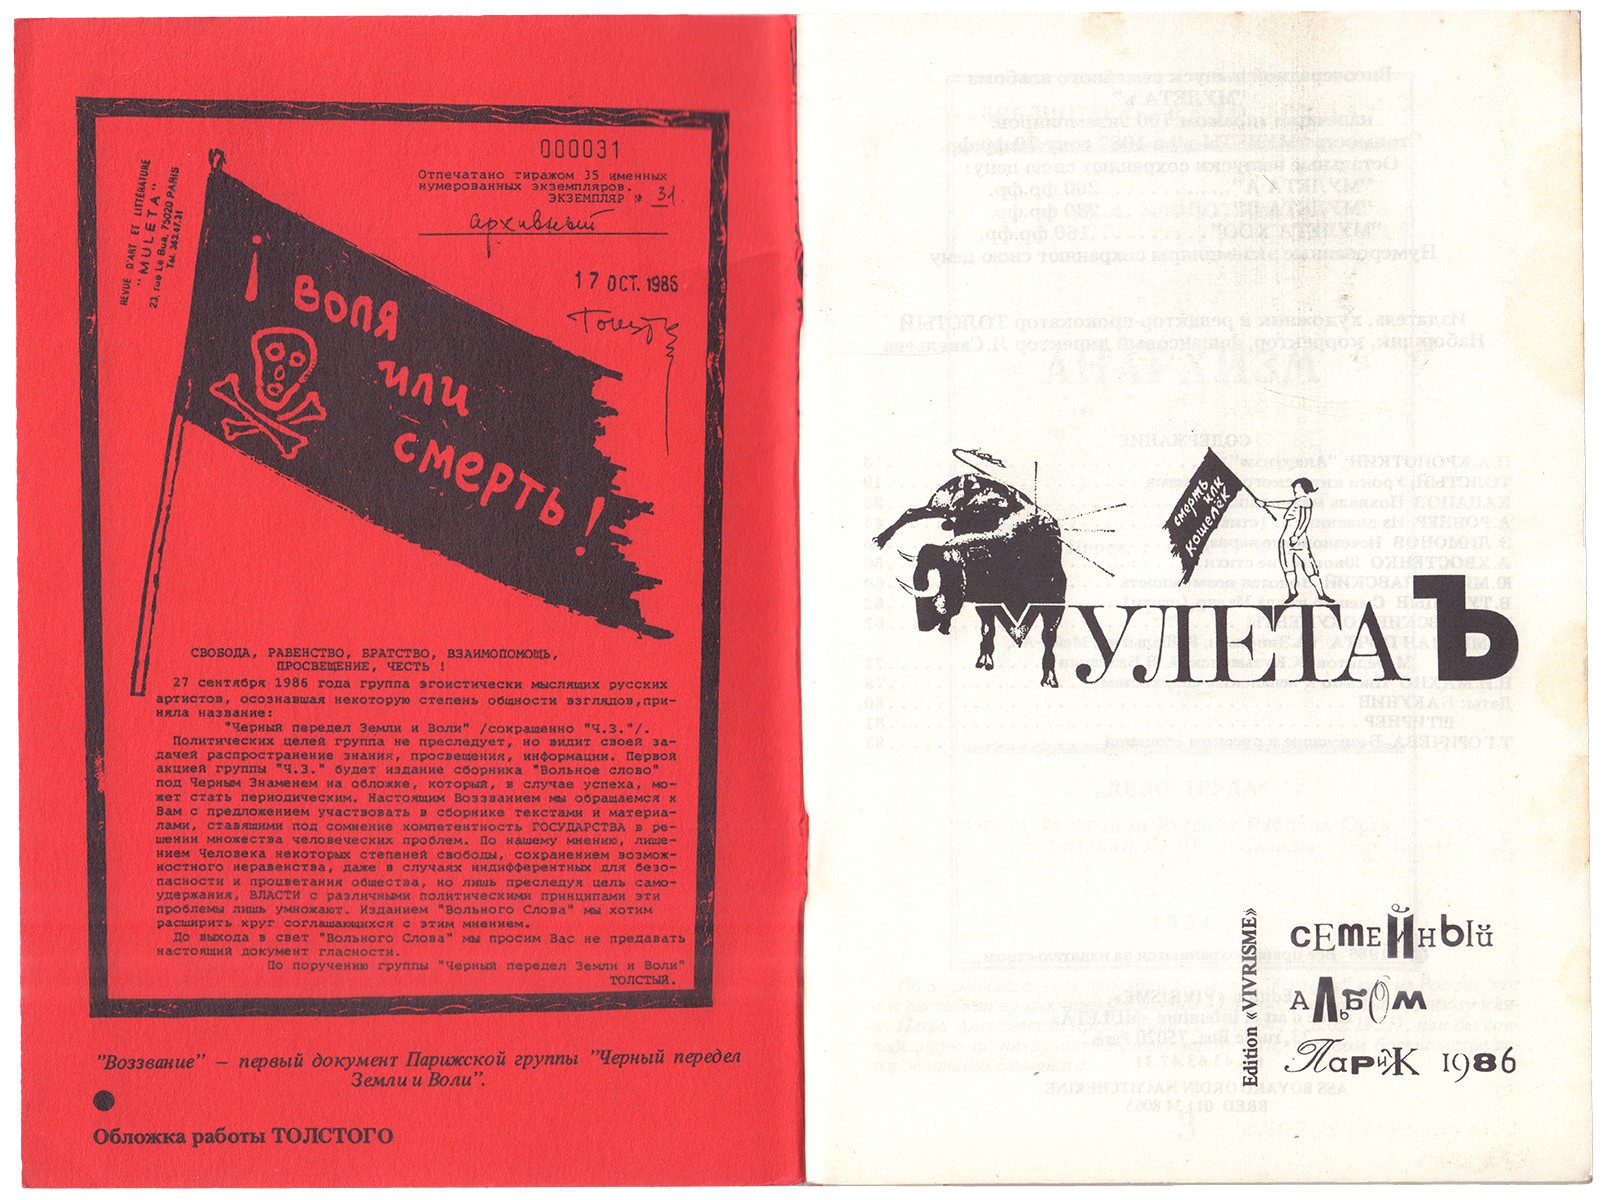 REVUE D'ART ET LITTÉRATURE
"MULETA"
23, rue Le Bua, 75020 PARIS
Tél. 363.47.31
000031
Отпечатано тиражом 35 именных
нумерованных экземпляров.
ЭКЗЕМПЛЯР № 31.
архивный
17 OCT. 1986
¡ ВОЛЯ
или
смерть!
СВОБОДА, РАВЕНСТВО, БРАТСТВО, ВЗАИМОПОМОЩЬ,
ПРОСВЕЩЕНИЕ, ЧЕСТЬ !
27 сентября 1986 года группа эгоистически мыслящих русских
артистов, осознавшая некоторую степень общности взглядов,при-
няла название:
"Черный передел Земли и Воли" /сокращенно "Ч.З."/.
Политических целей группа не преследует, но видит своей за-
дачей распространение знания, просвещения, информации. Первой
акцией группы "Ч.З." будет издание сборника "Вольное слово"
под Черным Знаменем на обложке, который, в случае успеха, мо-
жет стать периодическим. Настоящим Воззванием мы обращаемся к
Вам с предложением участвовать в сборнике текстами и материа-
лами, ставящими под сомнение компетентность ГОСУДАРСТВА в ре-
шении множества человеческих проблем. По нашему мнению, лише-
нием Человека некоторых степеней свободы, сохранением возмож-
ностного неравенства, даже в случаях индифферентных для безо-
пасности и процветания общества, но лишь преследуя цель само-
удержания, ВЛАСТИ с различными политическими принципами эти
проблемы лишь умножают. Изданием "Вольного Слова" мы хотим
расширить круг соглашающихся с этим мнением.
До выхода в свет "Вольного Слова" мы просим Вас не предавать
настоящий документ гласности.
По поручению группы "Черный передел Земли и Воли"
ТОЛСТЫЙ.
"Воззвание" – первый документ Парижской группы "Черный передел
Земли и Воли".
Обложка работы ТОЛСТОГО
смерть
или
кошелёк
МУЛЕТА Ъ
Edition «VIVRISME»
СЕМЕЙНЫЙ
АЛЬБОМ
ПАРИЖ 1986